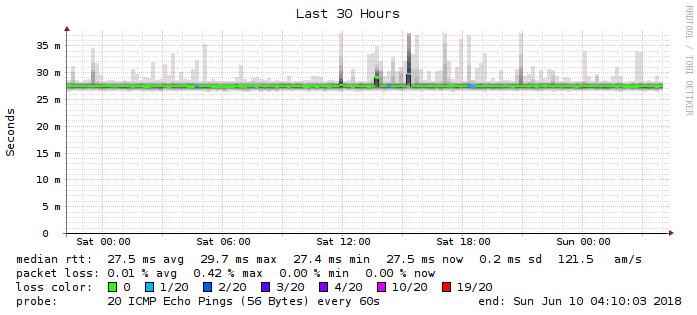 Last 30 Hours
RRDTOOL / TOBI OETIKER
Seconds
35 m
30 m
25 m
20 m
15 m
10 m
5 m
0
Sat 00:00 Sat 06:00 Sat 12:00 Sat 18:00 Sun 00:00
median rtt: 27.5 ms avg 29.7 ms max 27.4 ms min 27.5 ms now 0.2 ms sd 121.5 am/s
packet loss: 0.01 % avg 0.42 % max 0.00 % min 0.00 % now
loss color: 0 1/20 2/20 3/20 4/20 10/20 19/20
probe: 20 ICMP Echo Pings (56 Bytes) every 60s end: Sun Jun 10 04:10:03 2018